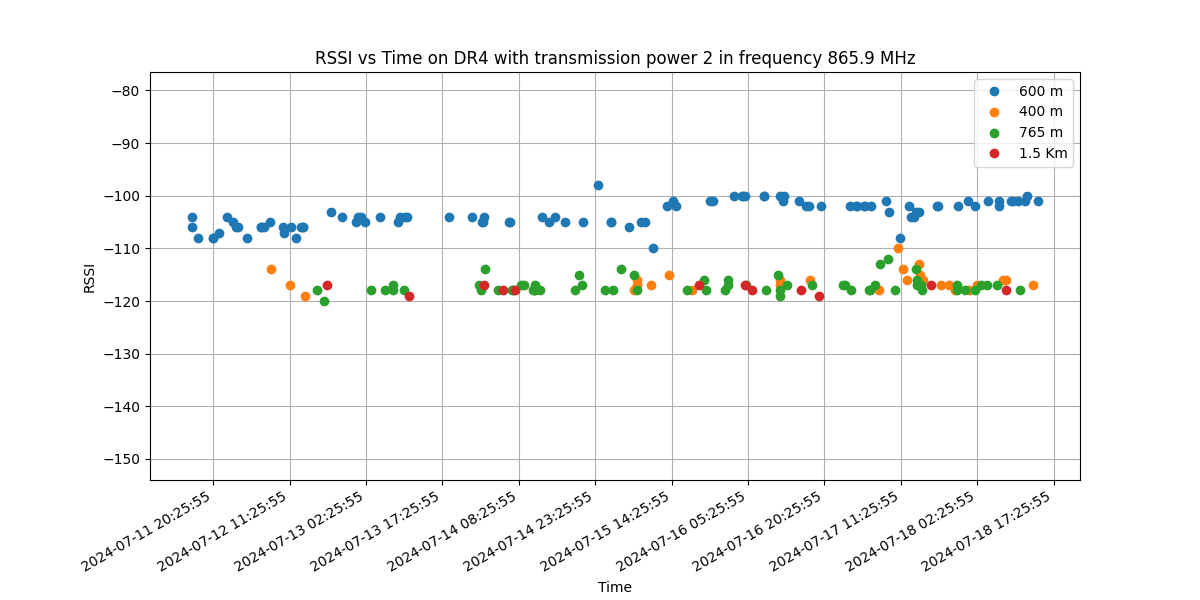 RSSI vs Time on DR4 with transmission power 2 in frequency 865.9 MHz
600 m
400 m
765 m
1.5 Km
−80
−90
−100
−110
−120
−130
−140
−150
RSSI
2024-07-11 20:25:55
2024-07-12 11:25:55
2024-07-13 02:25:55
2024-07-13 17:25:55
2024-07-14 08:25:55
2024-07-14 23:25:55
2024-07-15 14:25:55
2024-07-16 05:25:55
2024-07-16 20:25:55
2024-07-17 11:25:55
2024-07-18 02:25:55
2024-07-18 17:25:55
Time